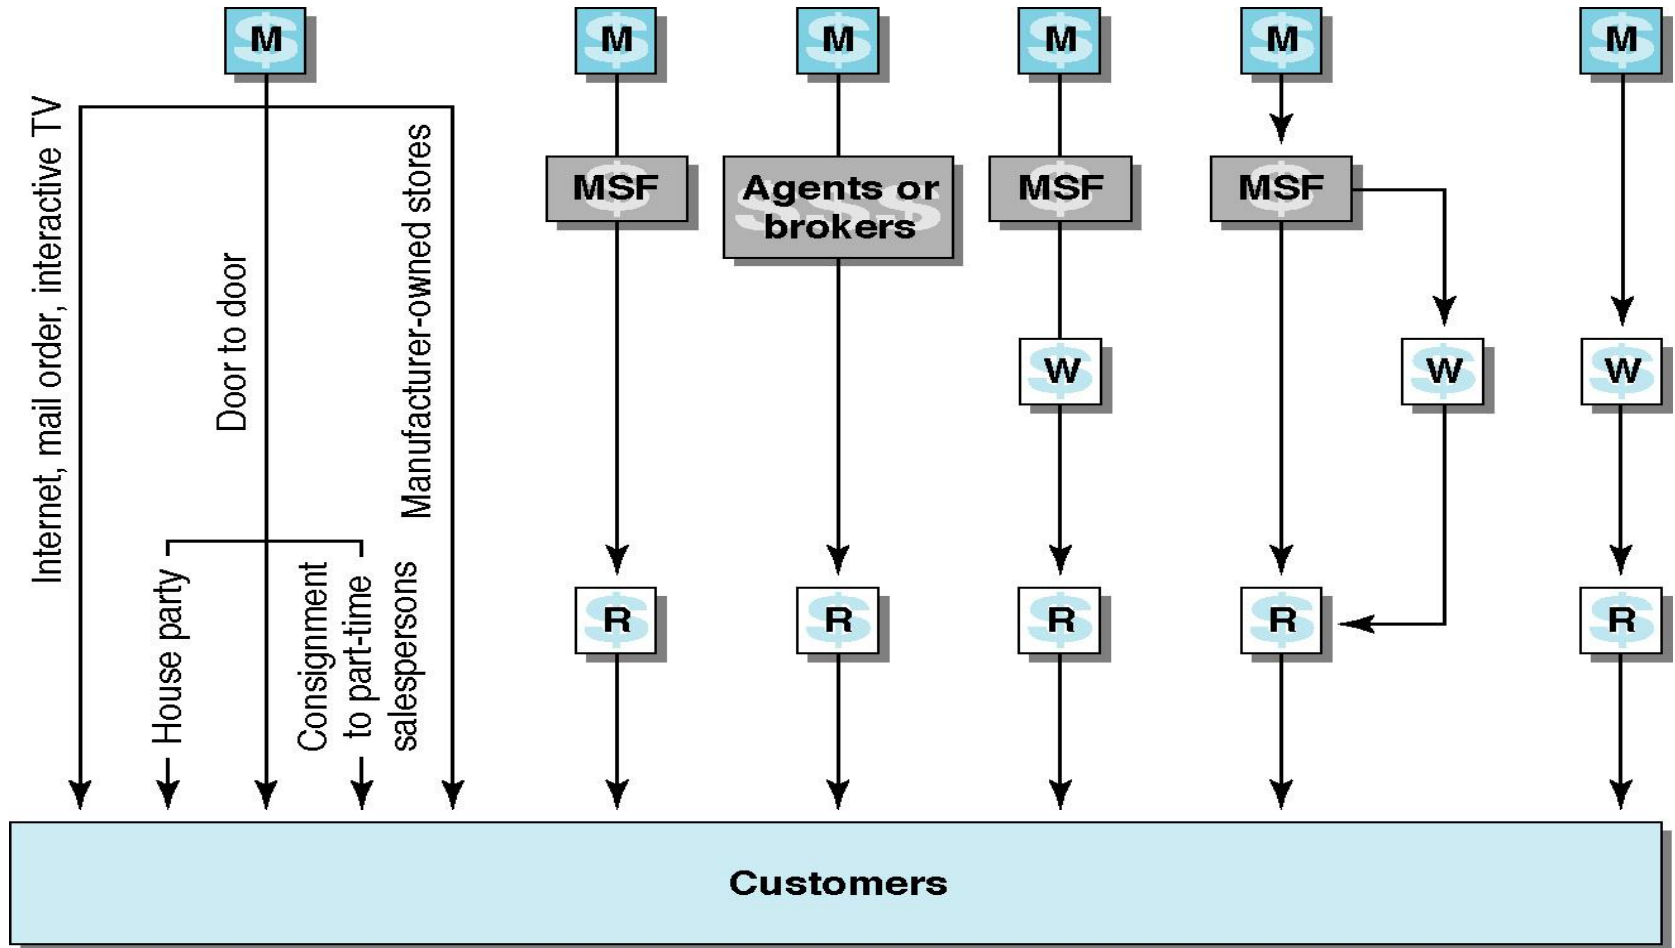 M
M
M
M
M
M
Internet, mail order, interactive TV
Door to door
Manufacturer-owned stores
House party
Consignment
to part-time
salespersons
MSF
Agents or
brokers
MSF
MSF
W
W
W
R
R
R
R
R
Customers